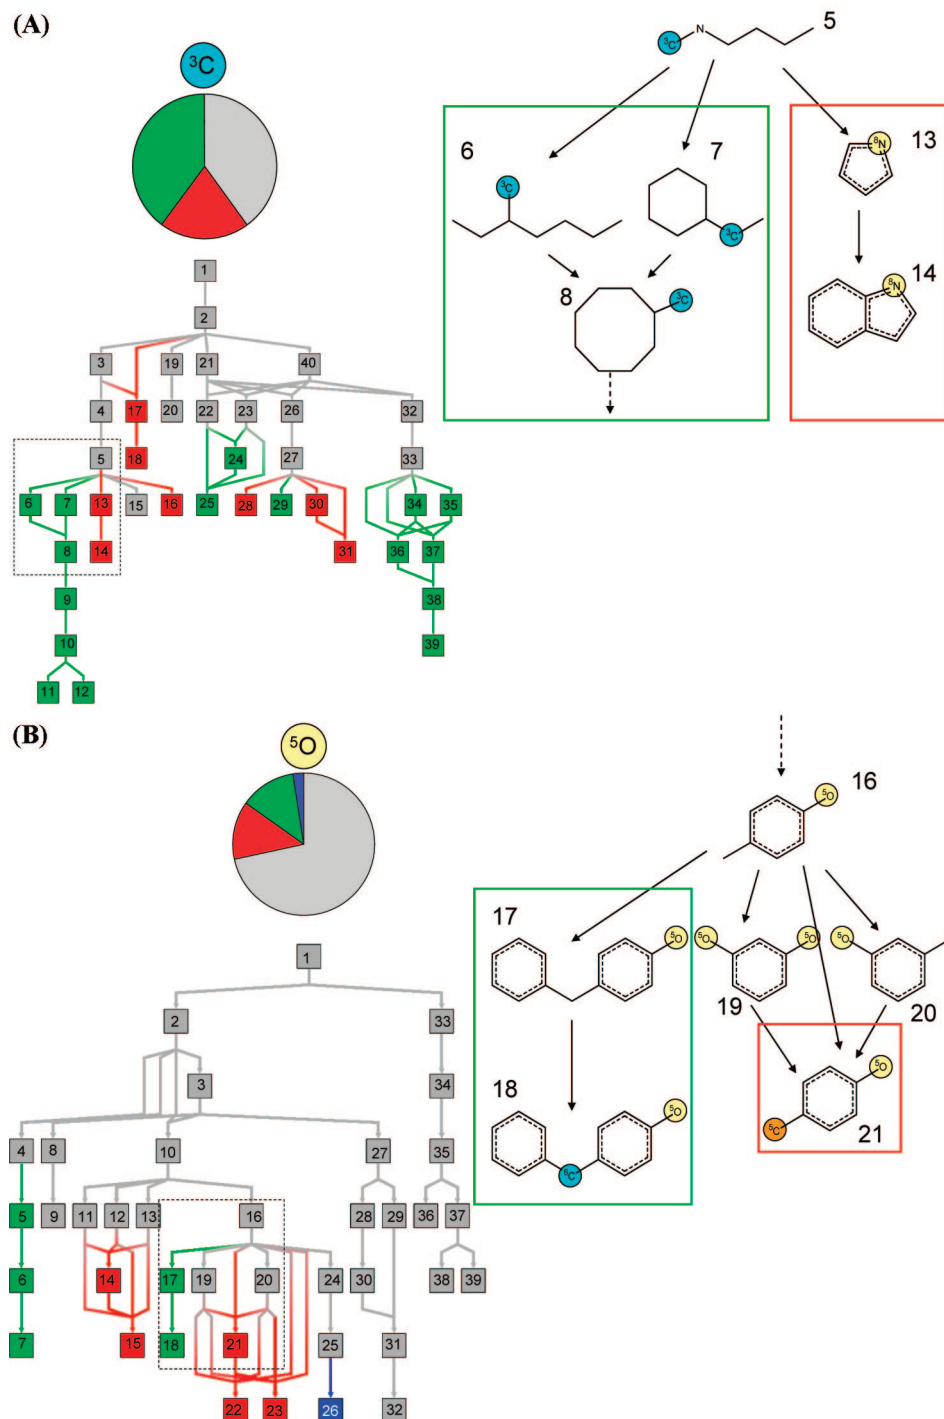 (A)
³C
5
³C N
6
7
13
⁸N
³C
³C
14
8
³C
⁸N
1
2
3 19 21 40
4 17 20 22 23 26 32
5 18 24 27 33
6 7 13 15 16 25 28 29 30 34 35
8 14 31 36 37
9 38
10 39
11 12
(B)
⁵O
16
⁵O
17
⁵O
⁵O ⁵O ⁵O
19 20
18
⁵O
⁵O
⁵C
21
1
2 33
3 34
4 8 10 27 35
5 9 11 12 13 16 28 29 36 37
6 14 17 19 20 24 30 38 39
7 15 18 21 25 31
22 23 26 32